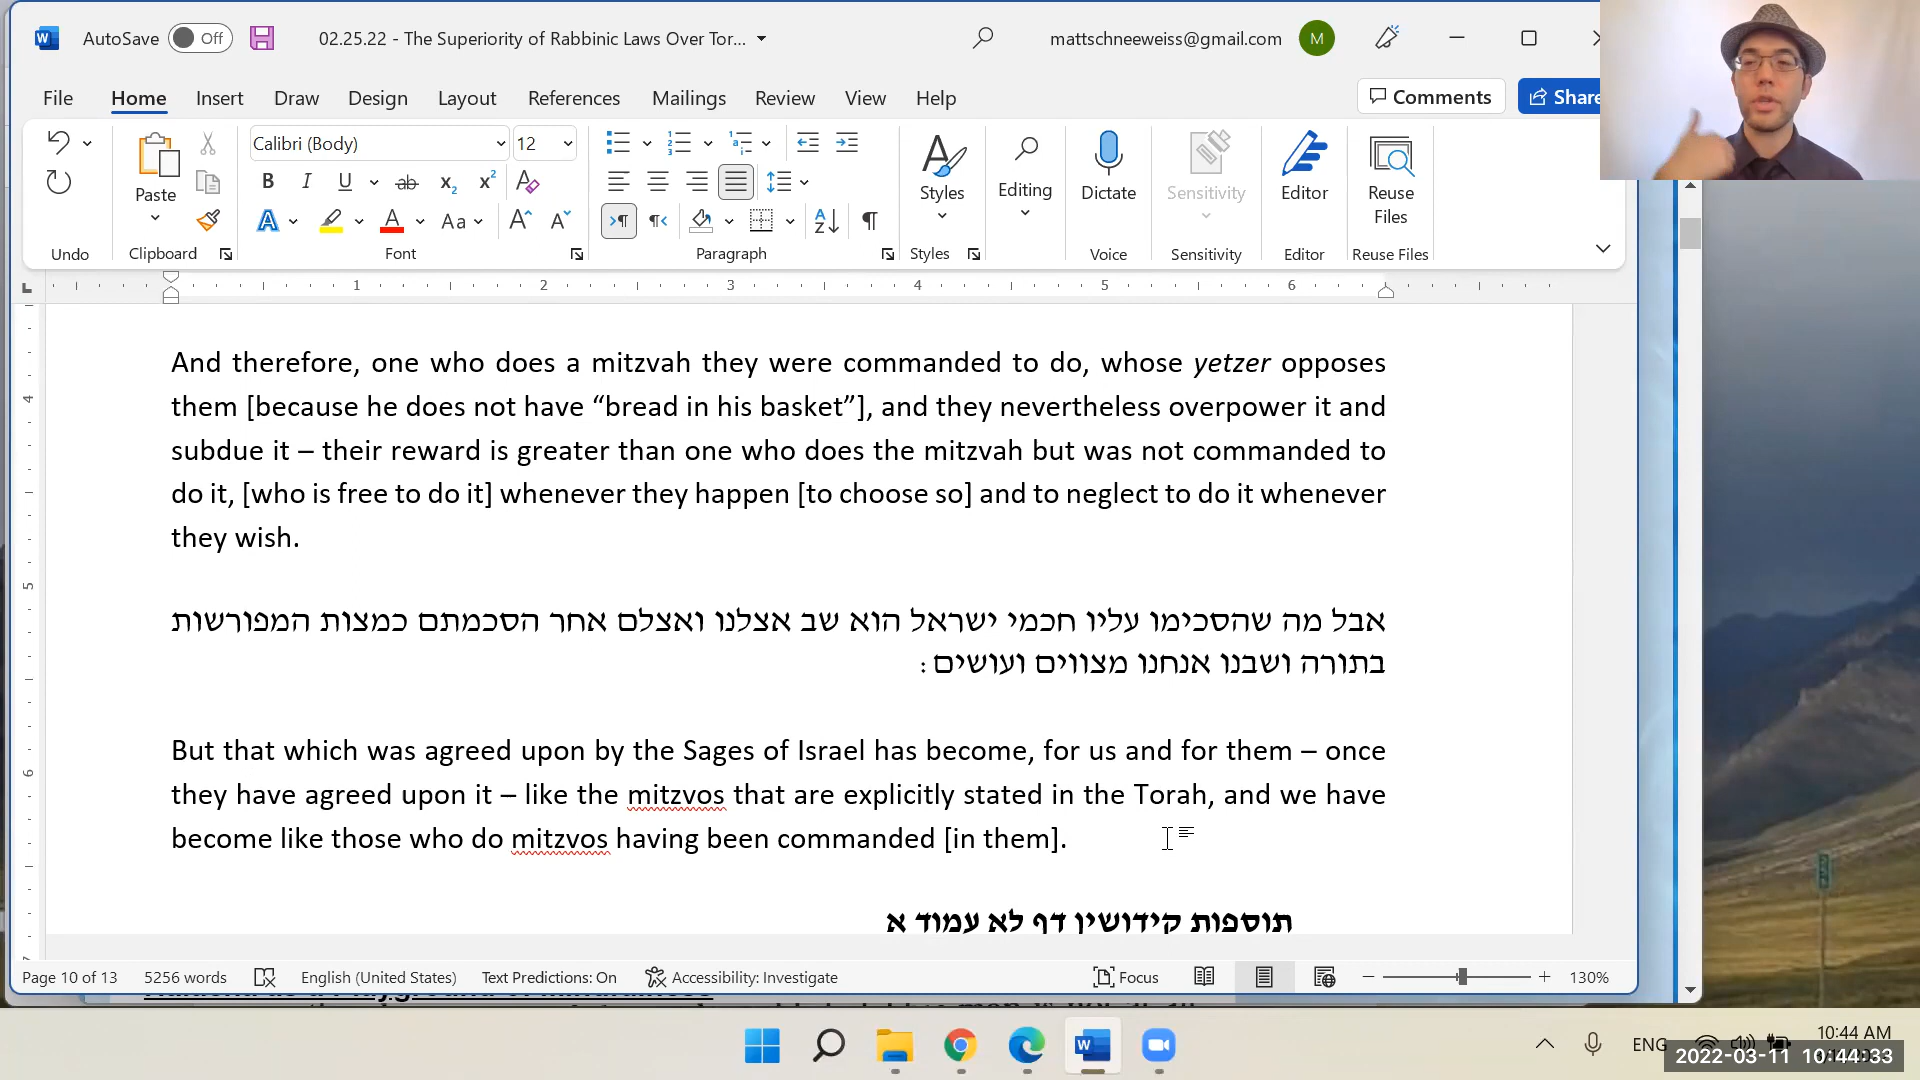 AutoSave Off 02.25.22 - The Superiority of Rabbinic Laws Over Tor... mattschneeweiss@gmail.com M
File Home Insert Draw Design Layout References Mailings Review View Help Comments Share
Calibri (Body) 12
Paste Styles Editing Dictate Sensitivity Editor Reuse Files
Undo Clipboard Font Paragraph Styles Voice Sensitivity Editor Reuse Files
1 2 3 4 5 6
And therefore, one who does a mitzvah they were commanded to do, whose yetzer opposes
them [because he does not have “bread in his basket”], and they nevertheless overpower it and
subdue it – their reward is greater than one who does the mitzvah but was not commanded to
do it, [who is free to do it] whenever they happen [to choose so] and to neglect to do it whenever
they wish.
אבל מה שהסכימו עליו חכמי ישראל הוא שב אצלנו ואצלם אחר הסכמתם כמצות המפורשות
בתורה ושבנו אנחנו מצווים ועושים:
But that which was agreed upon by the Sages of Israel has become, for us and for them – once
they have agreed upon it – like the mitzvos that are explicitly stated in the Torah, and we have
become like those who do mitzvos having been commanded [in them].
תוספות קידושין דף לא עמוד א
Page 10 of 13 5256 words English (United States) Text Predictions: On Accessibility: Investigate Focus 130%
ENG 10:44 AM
2022-03-11 10:44:33